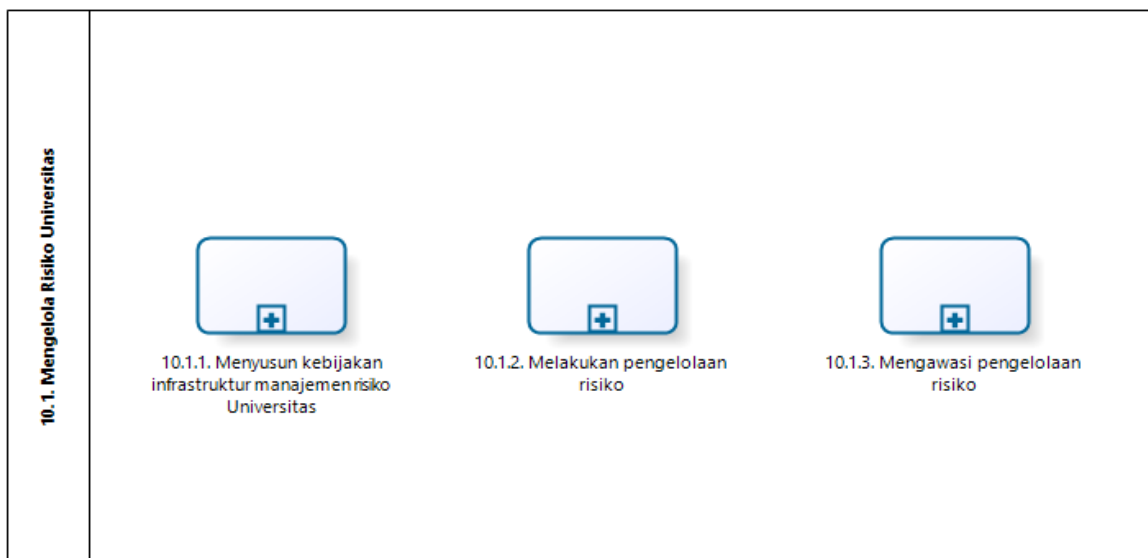 10.1. Mengelola Risiko Universitas
10.1.1. Menyusun kebijakan
infrastruktur manajemen risiko
Universitas
10.1.2. Melakukan pengelolaan
risiko
10.1.3. Mengawasi pengelolaan
risiko